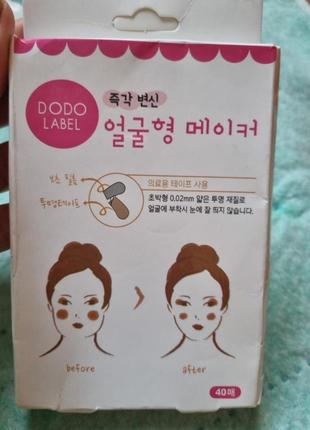 DODO
LABEL
즉각 변신
얼굴형 메이커
보호 필름
투명테이프
의료용 테이프 사용
초박형 0.02mm 얇은 투명 재질로
얼굴에 부착시 눈에 잘 띄지 않습니다.
before
after
40매